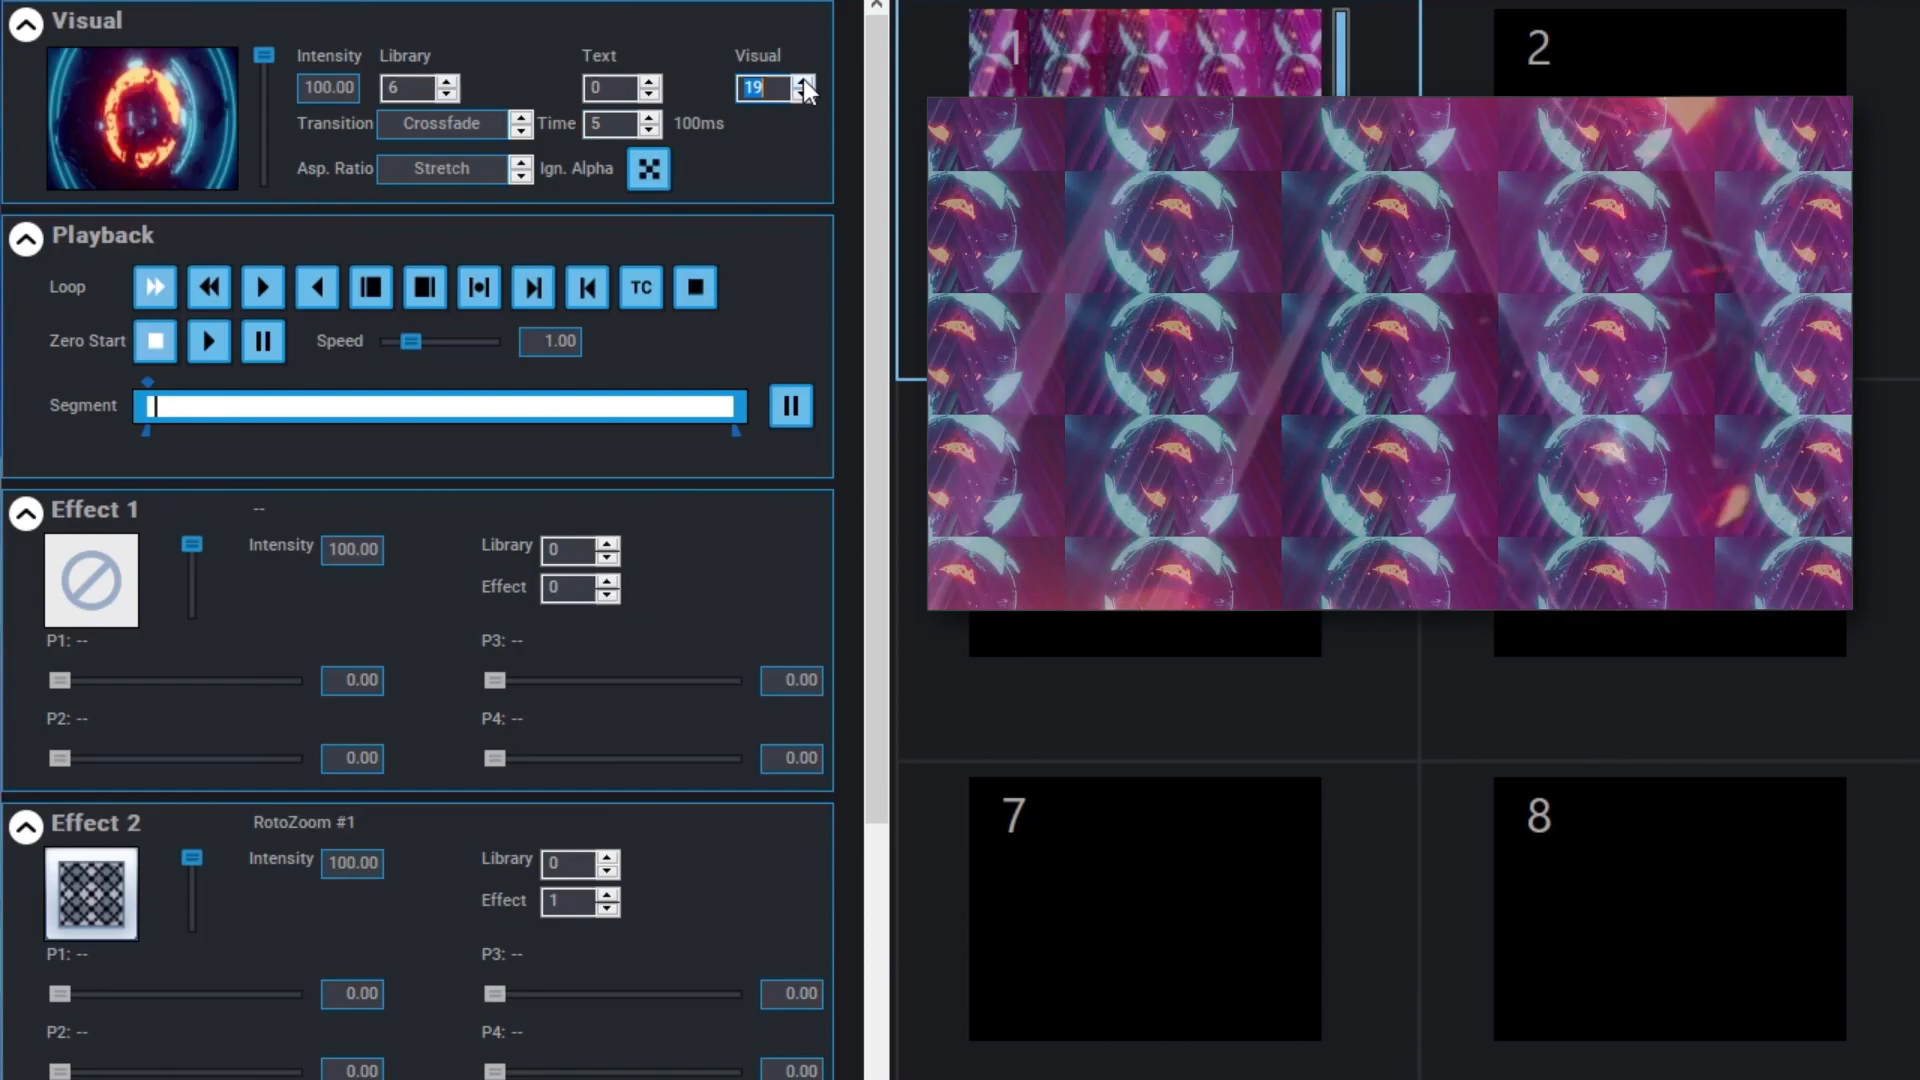 Visual
Intensity Library Text Visual
100.00 6 0 19
Transition Crossfade Time 5 100ms
Asp. Ratio Stretch Ign. Alpha
Playback
Loop TC
Zero Start Speed 1.00
Segment
Effect 1 --
Intensity 100.00 Library 0
Effect 0
P1: -- P3: --
0.00 0.00
P2: -- P4: --
0.00 0.00
Effect 2 RotoZoom #1
Intensity 100.00 Library 0
Effect 1
P1: -- P3: --
0.00 0.00
P2: -- P4: --
0.00 0.00
1 2
7 8